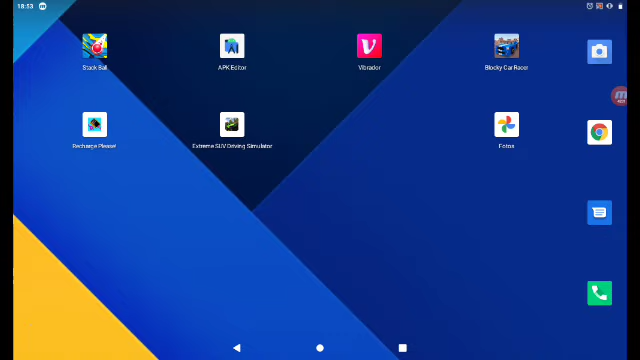 18:53
Stack Ball
APK Editor
Vibrador
Blocky Car Racer
Recharge Please!
Extreme SUV Driving Simulator
Fotos